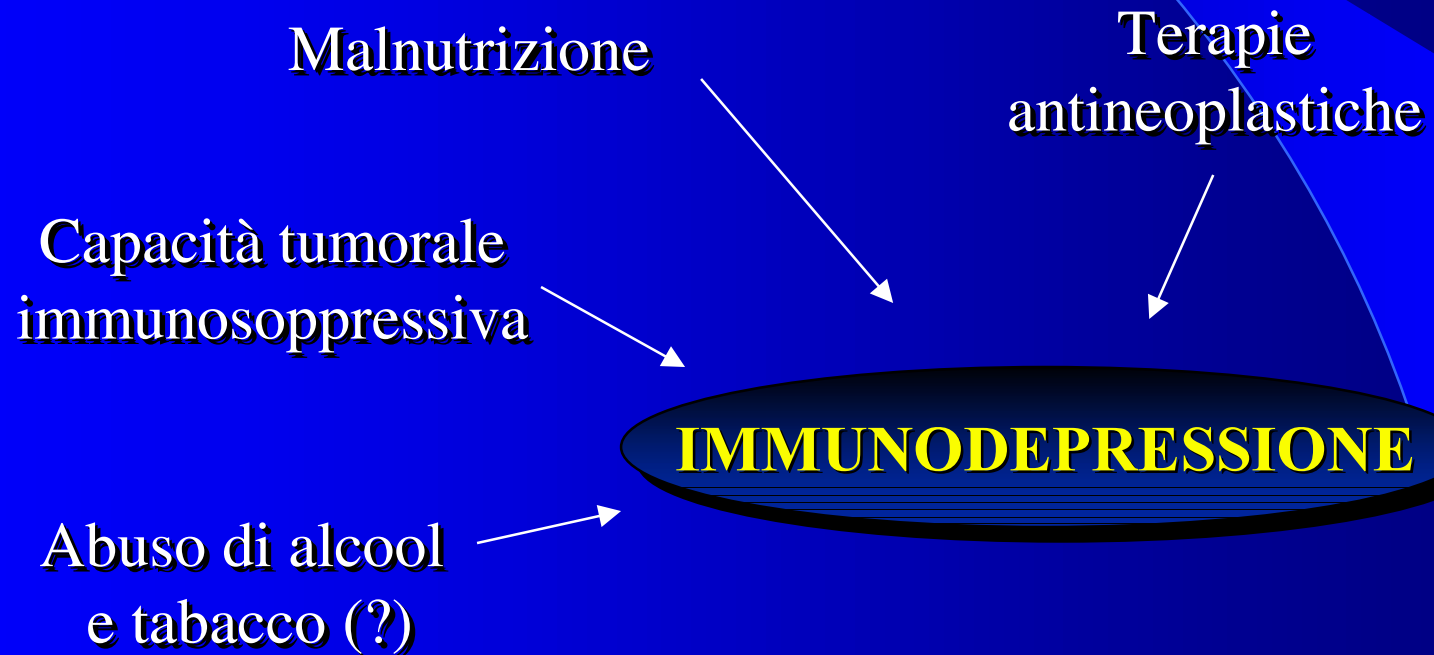 Malnutrizione
Terapie
antineoplastiche
Capacità tumorale
immunosoppressiva
IMMUNODEPRESSIONE
Abuso di alcool
e tabacco (?)